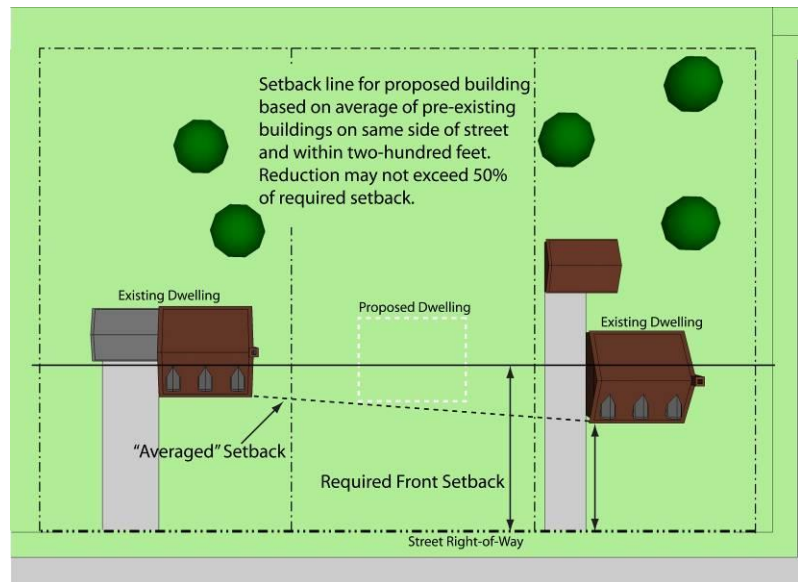 Setback line for proposed building
based on average of pre-existing
buildings on same side of street
and within two-hundred feet.
Reduction may not exceed 50%
of required setback.
Existing Dwelling
Proposed Dwelling
Existing Dwelling
“Averaged” Setback
Required Front Setback
Street Right-of-Way